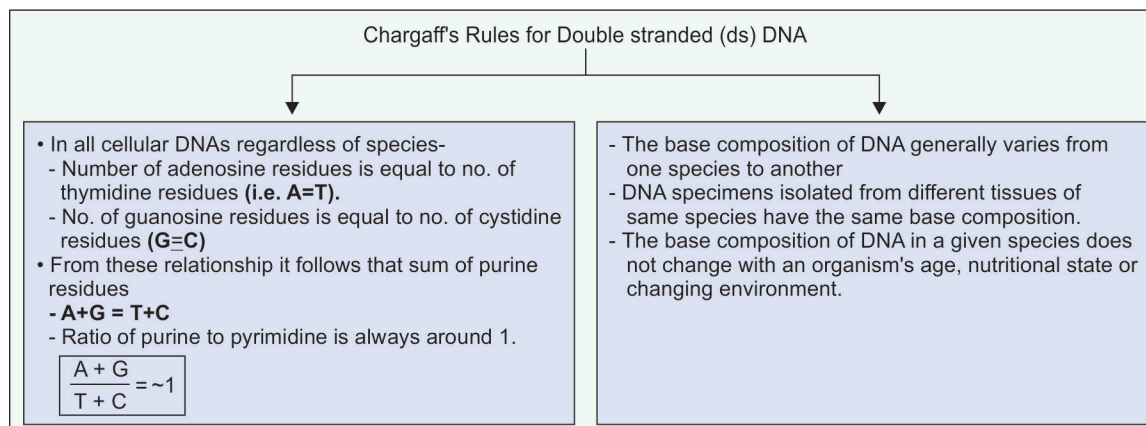 Chargaff's Rules for Double stranded (ds) DNA
• In all cellular DNAs regardless of species-
- Number of adenosine residues is equal to no. of
thymidine residues (i.e. A=T).
- No. of guanosine residues is equal to no. of cystidine
residues (G≡C)
• From these relationship it follows that sum of purine
residues
- A+G = T+C
- Ratio of purine to pyrimidine is always around 1.
A + G
T + C
= ~1
- The base composition of DNA generally varies from
one species to another
- DNA specimens isolated from different tissues of
same species have the same base composition.
- The base composition of DNA in a given species does
not change with an organism's age, nutritional state or
changing environment.